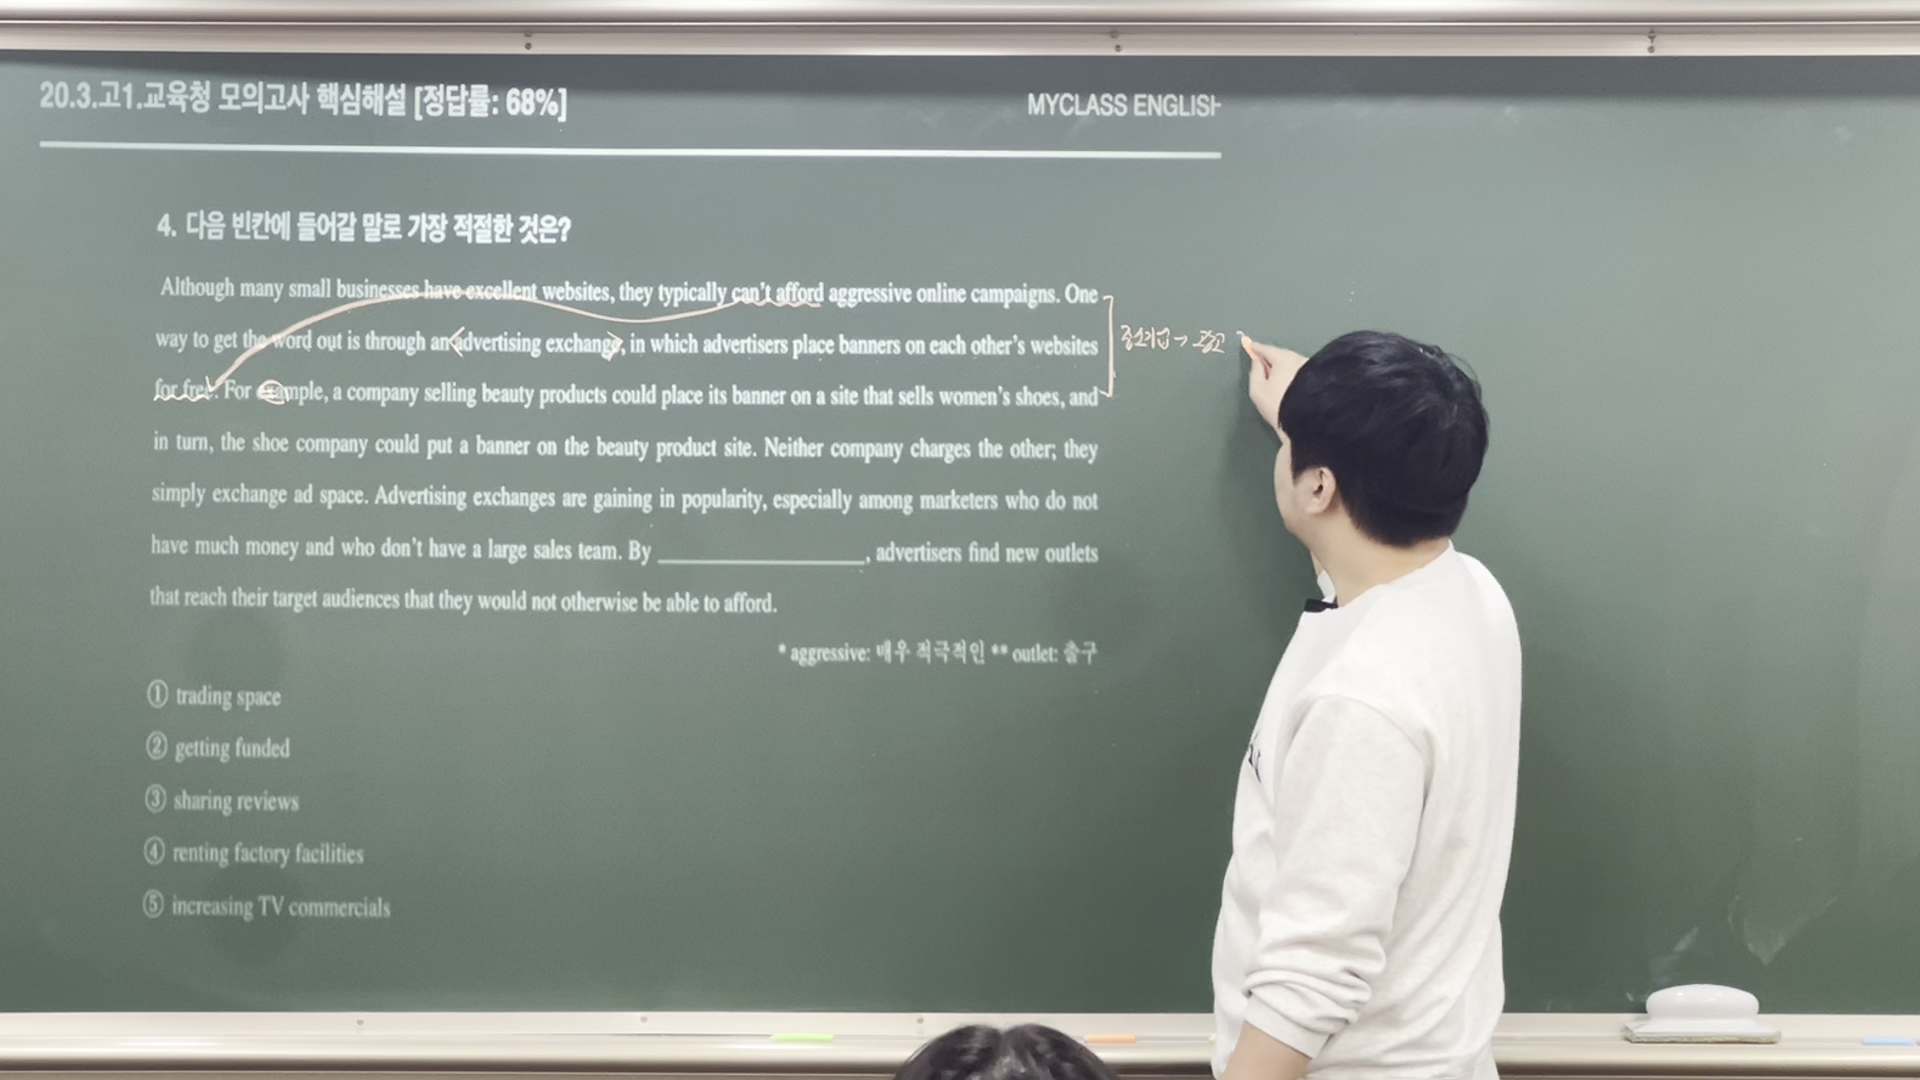 20.3.고1.교육청 모의고사 핵심해설 [정답률: 68%]
MYCLASS ENGLISH
4. 다음 빈칸에 들어갈 말로 가장 적절한 것은?
Although many small businesses have excellent websites, they typically can't afford aggressive online campaigns. One
way to get the word out is through an advertising exchange, in which advertisers place banners on each other's websites
for free. For example, a company selling beauty products could place its banner on a site that sells women's shoes, and
in turn, the shoe company could put a banner on the beauty product site. Neither company charges the other; they
simply exchange ad space. Advertising exchanges are gaining in popularity, especially among marketers who do not
have much money and who don't have a large sales team. By ____________________, advertisers find new outlets
that reach their target audiences that they would not otherwise be able to afford.
* aggressive: 매우 적극적인 ** outlet: 출구
① trading space
② getting funded
③ sharing reviews
④ renting factory facilities
⑤ increasing TV commercials